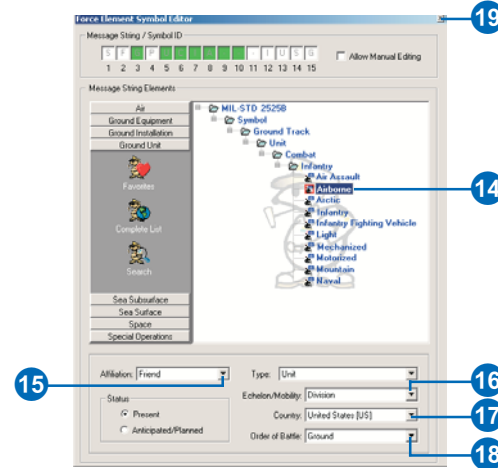 Force Element Symbol Editor
19
Message String / Symbol ID
S F P - I U S G
Allow Manual Editing
1 2 3 4 5 6 7 8 9 10 11 12 13 14 15
Message String Elements
Air
Ground Equipment
Ground Installation
Ground Unit
Favorites
Complete List
Search
Sea Subsurface
Sea Surface
Space
Special Operations
MIL-STD 2525B
Symbol
Ground Track
Unit
Combat
Infantry
Air Assault
Airborne
14
Arctic
Infantry
Infantry Fighting Vehicle
Light
Mechanized
Motorized
Mountain
Naval
15
Affiliation: Friend
Status
Present
Anticipated/Planned
Type: Unit
16
Echelon/Mobility: Division
Country: United States [US]
17
Order of Battle: Ground
18